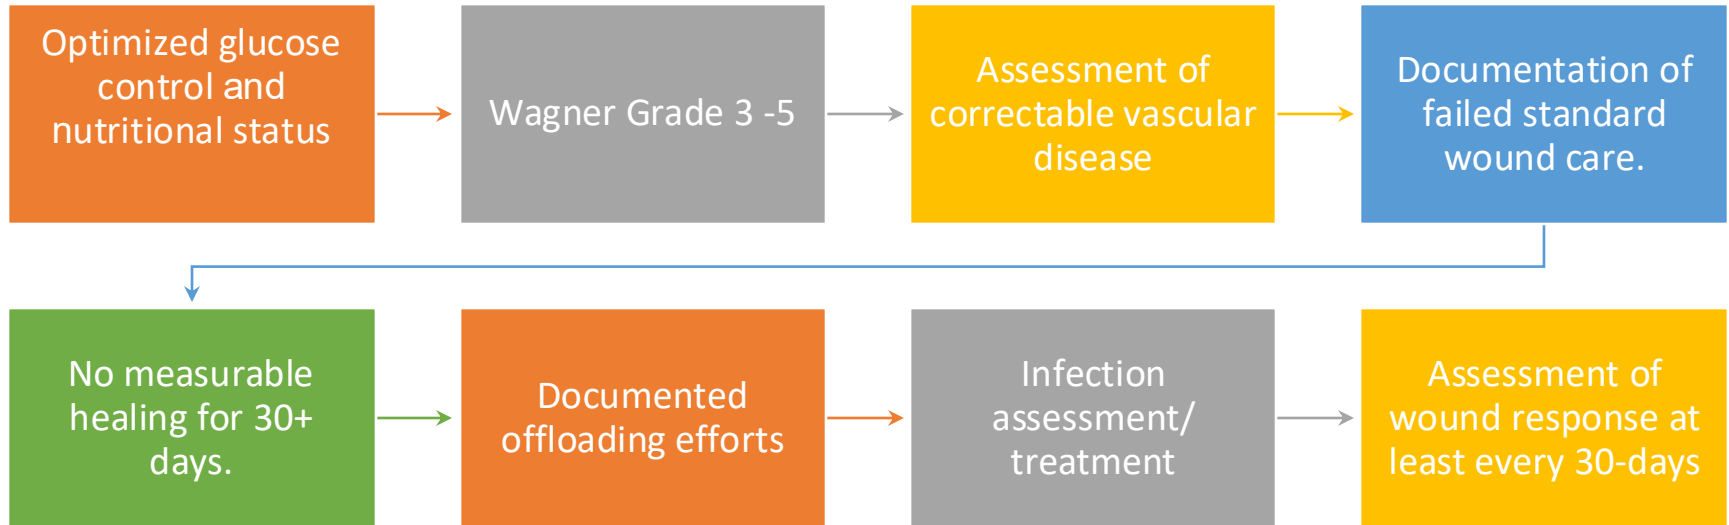 Optimized glucose
control and
nutritional status
Wagner Grade 3 -5
Assessment of
correctable vascular
disease
Documentation of
failed standard
wound care.
No measurable
healing for 30+
days.
Documented
offloading efforts
Infection
assessment/
treatment
Assessment of
wound response at
least every 30-days